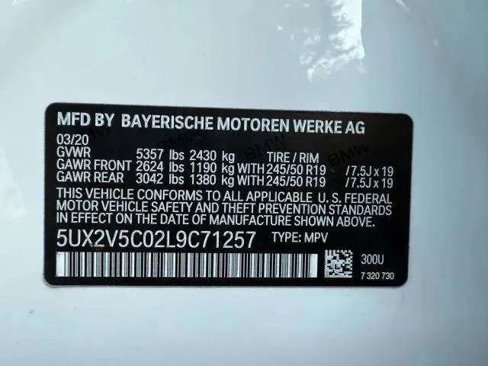 MFD BY BAYERISCHE MOTOREN WERKE AG
03/20
GVWR 5357 lbs 2430 kg TIRE / RIM
GAWR FRONT 2624 lbs 1190 kg WITH 245/50 R19 / 7.5J x 19
GAWR REAR 3042 lbs 1380 kg WITH 245/50 R19 / 7.5J x 19
THIS VEHICLE CONFORMS TO ALL APPLICABLE U. S. FEDERAL
MOTOR VEHICLE SAFETY STANDARDS IN EFFECT ON THE
DATE OF MANUFACTURE SHOWN ABOVE.
5UX2V5C02L9C71257 TYPE: MPV
300U
7 320 730